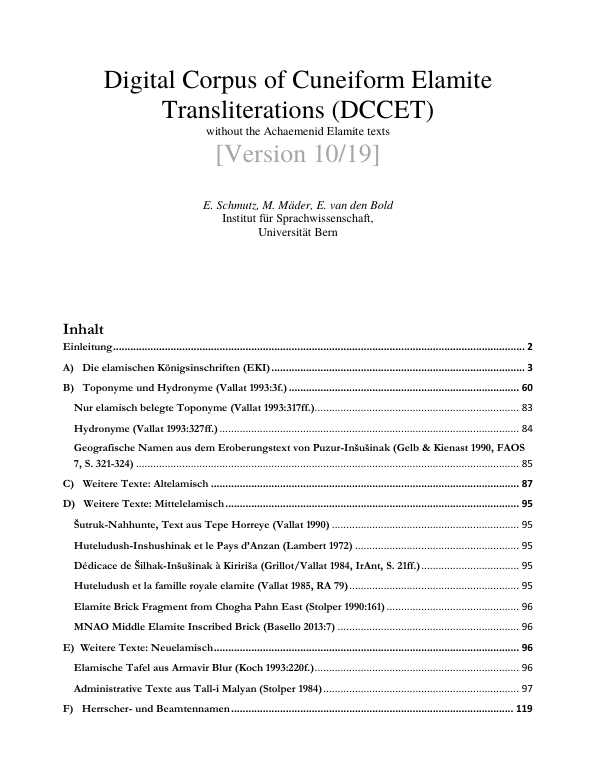 Digital Corpus of Cuneiform Elamite
Transliterations (DCCET)
without the Achaemenid Elamite texts
[Version 10/19]
E. Schmutz, M. Mäder, E. van den Bold
Institut für Sprachwissenschaft,
Universität Bern
Inhalt
Einleitung 2
A) Die elamischen Königsinschriften (EKI) 3
B) Toponyme und Hydronyme (Vallat 1993:3f.) 60
Nur elamisch belegte Toponyme (Vallat 1993:317ff.) 83
Hydronyme (Vallat 1993:327ff.) 84
Geografische Namen aus dem Eroberungstext von Puzur-Inšušinak (Gelb & Kienast 1990, FAOS
7, S. 321-324) 85
C) Weitere Texte: Altelamisch 87
D) Weitere Texte: Mittelelamisch 95
Šutruk-Nahhunte, Text aus Tepe Horreye (Vallat 1990) 95
Huteludush-Inshushinak et le Pays d’Anzan (Lambert 1972) 95
Dédicace de Šilhak-Inšušinak à Kiririša (Grillot/Vallat 1984, IrAnt, S. 21ff.) 95
Huteludush et la famille royale elamite (Vallat 1985, RA 79) 95
Elamite Brick Fragment from Chogha Pahn East (Stolper 1990:161) 96
MNAO Middle Elamite Inscribed Brick (Basello 2013:7) 96
E) Weitere Texte: Neuelamisch 96
Elamische Tafel aus Armavir Blur (Koch 1993:220f.) 96
Administrative Texte aus Tall-i Malyan (Stolper 1984) 97
F) Herrscher- und Beamtennamen 119